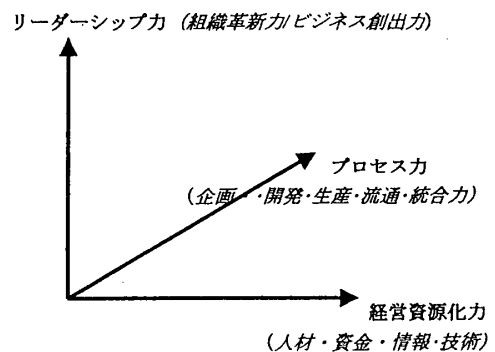 リーダーシップ力 (組織革新力/ビジネス創出力)
プロセス力
(企画・・開発・生産・流通・統合力)
経営資源化力
(人材・資金・情報・技術)